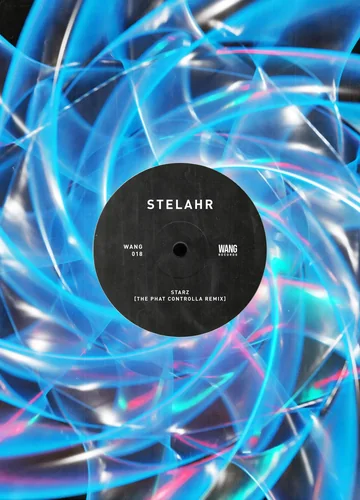 STELAHR
WANG
018
WANG
RECORDS
STARZ
(THE PHAT CONTROLLA REMIX)